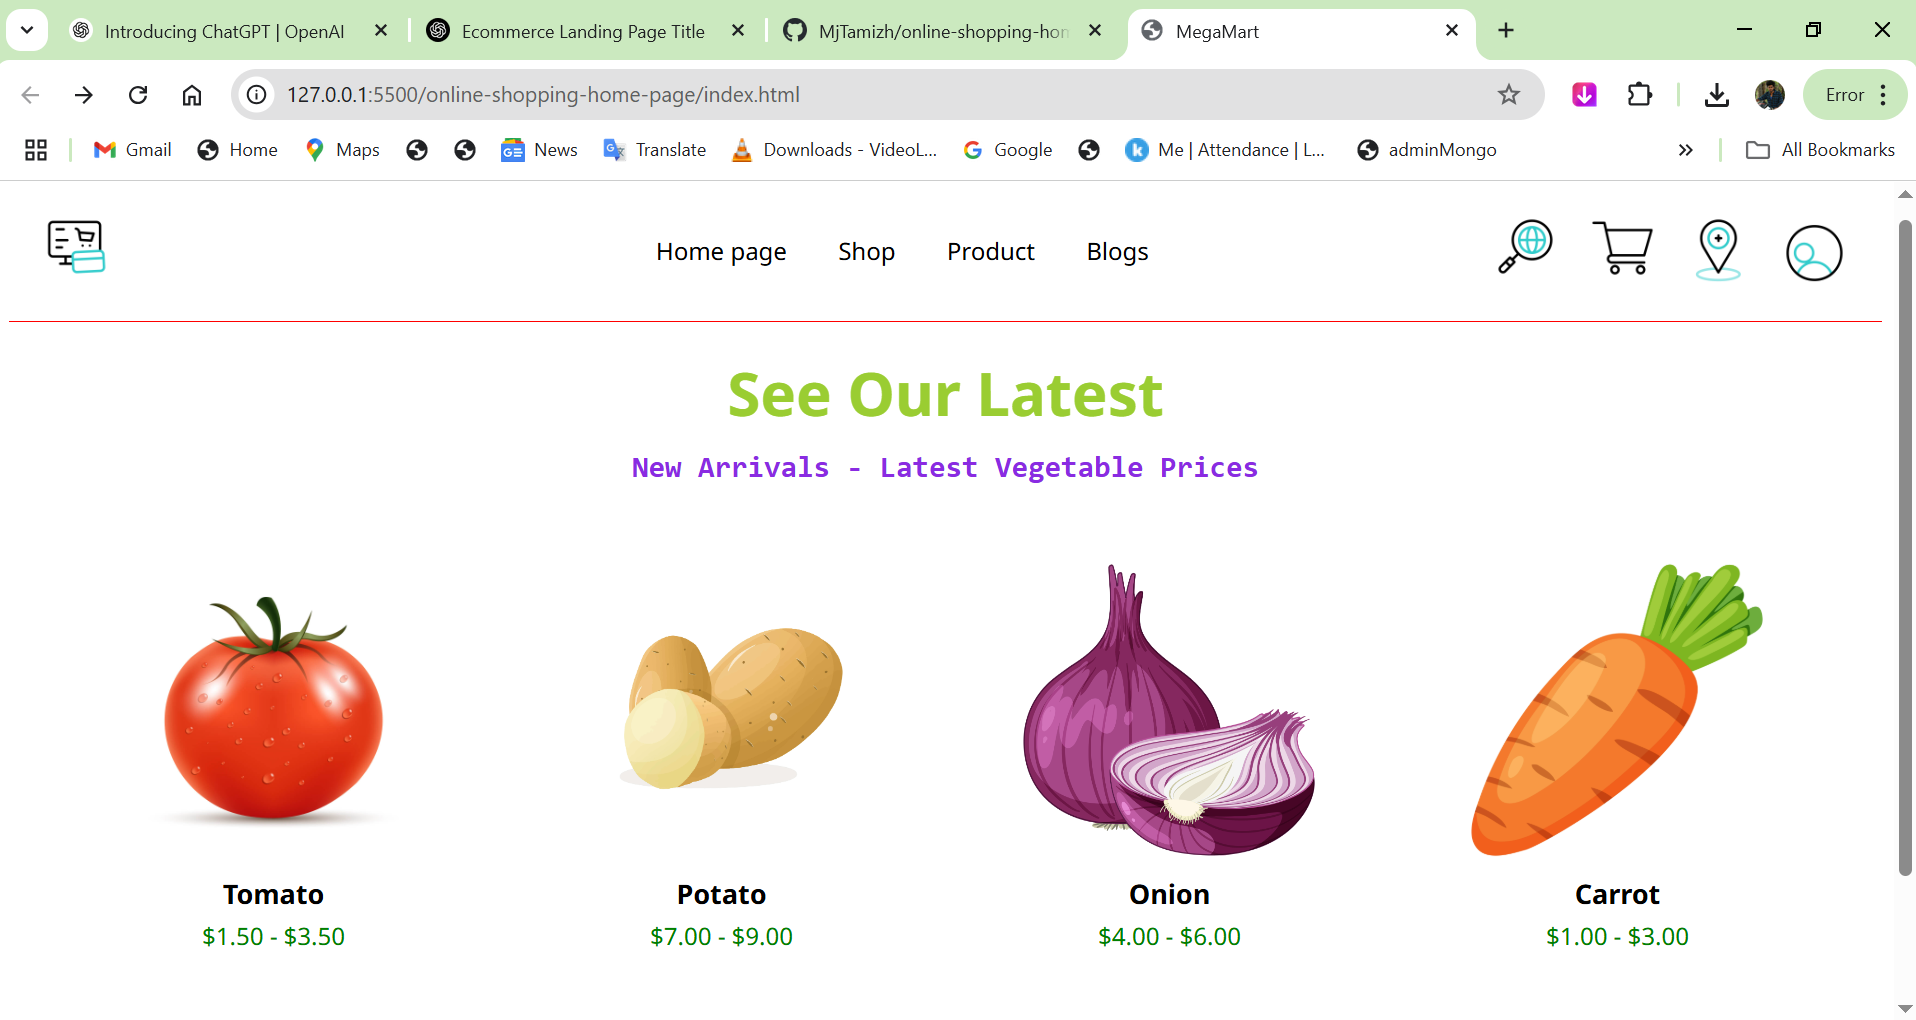 Introducing ChatGPT | OpenAI
Ecommerce Landing Page Title
MjTamizh/online-shopping-hom
MegaMart
127.0.0.1:5500/online-shopping-home-page/index.html
Error
Gmail
Home
Maps
News
Translate
Downloads - VideoL...
Google
Me | Attendance | L...
adminMongo
All Bookmarks
Home page
Shop
Product
Blogs
See Our Latest
New Arrivals - Latest Vegetable Prices
Tomato
Potato
Onion
Carrot
$1.50 - $3.50
$7.00 - $9.00
$4.00 - $6.00
$1.00 - $3.00